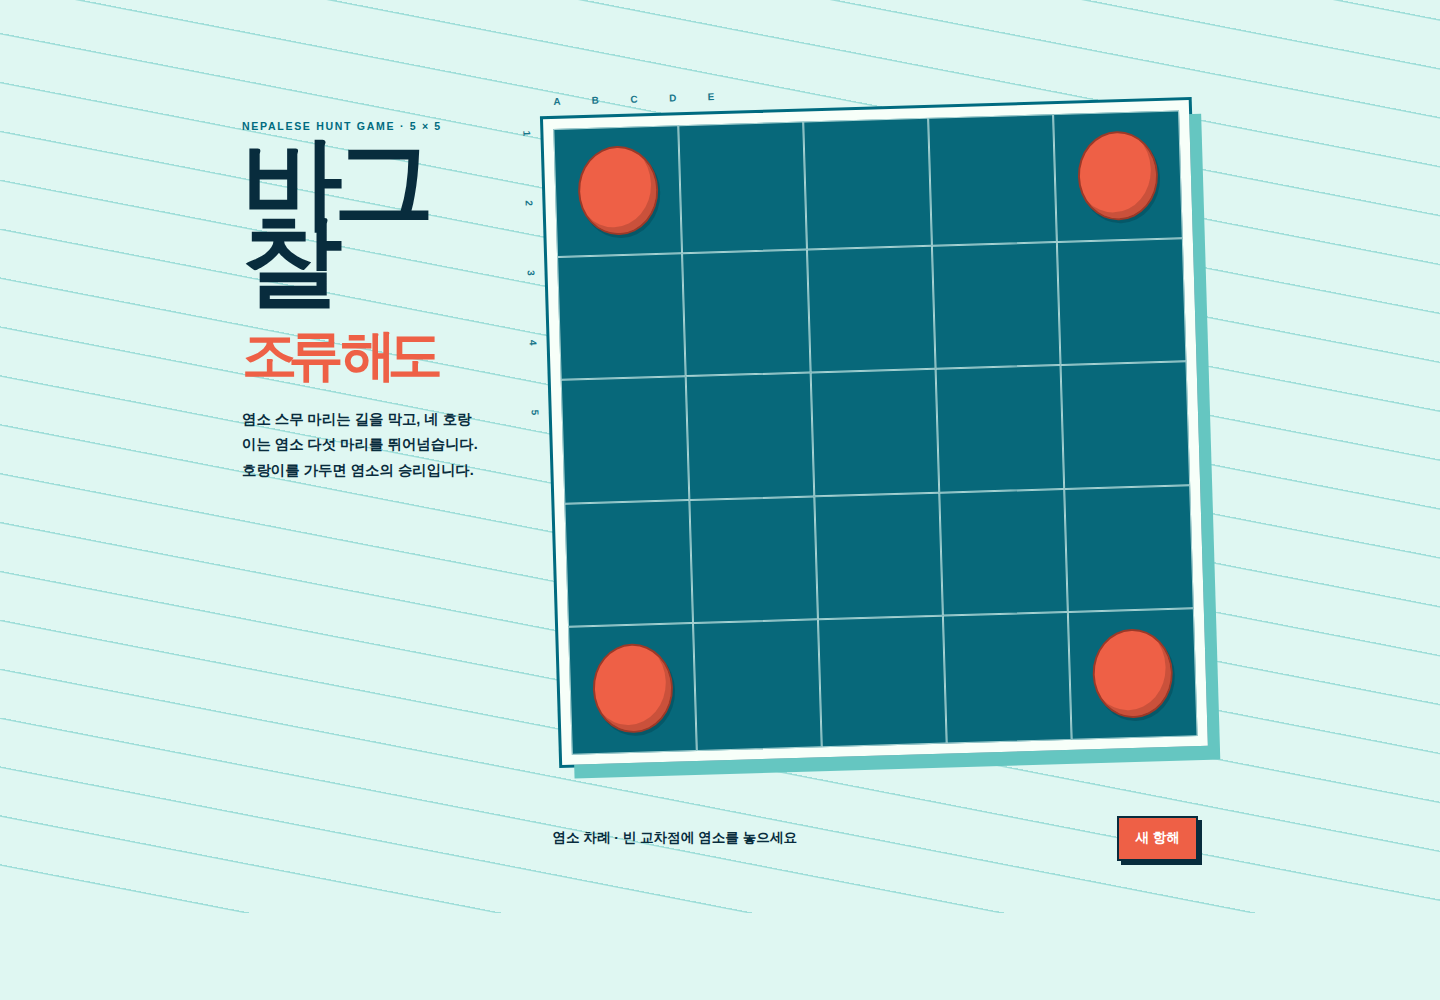 NEPALESE HUNT GAME · 5 × 5
바그
찰
조류 해도
염소 스무 마리는 길을 막고, 네 호랑
이는 염소 다섯 마리를 뛰어넘습니다.
호랑이를 가두면 염소의 승리입니다.
A B C D E
1
2
3
4
5
염소 차례 · 빈 교차점에 염소를 놓으세요
새 항해